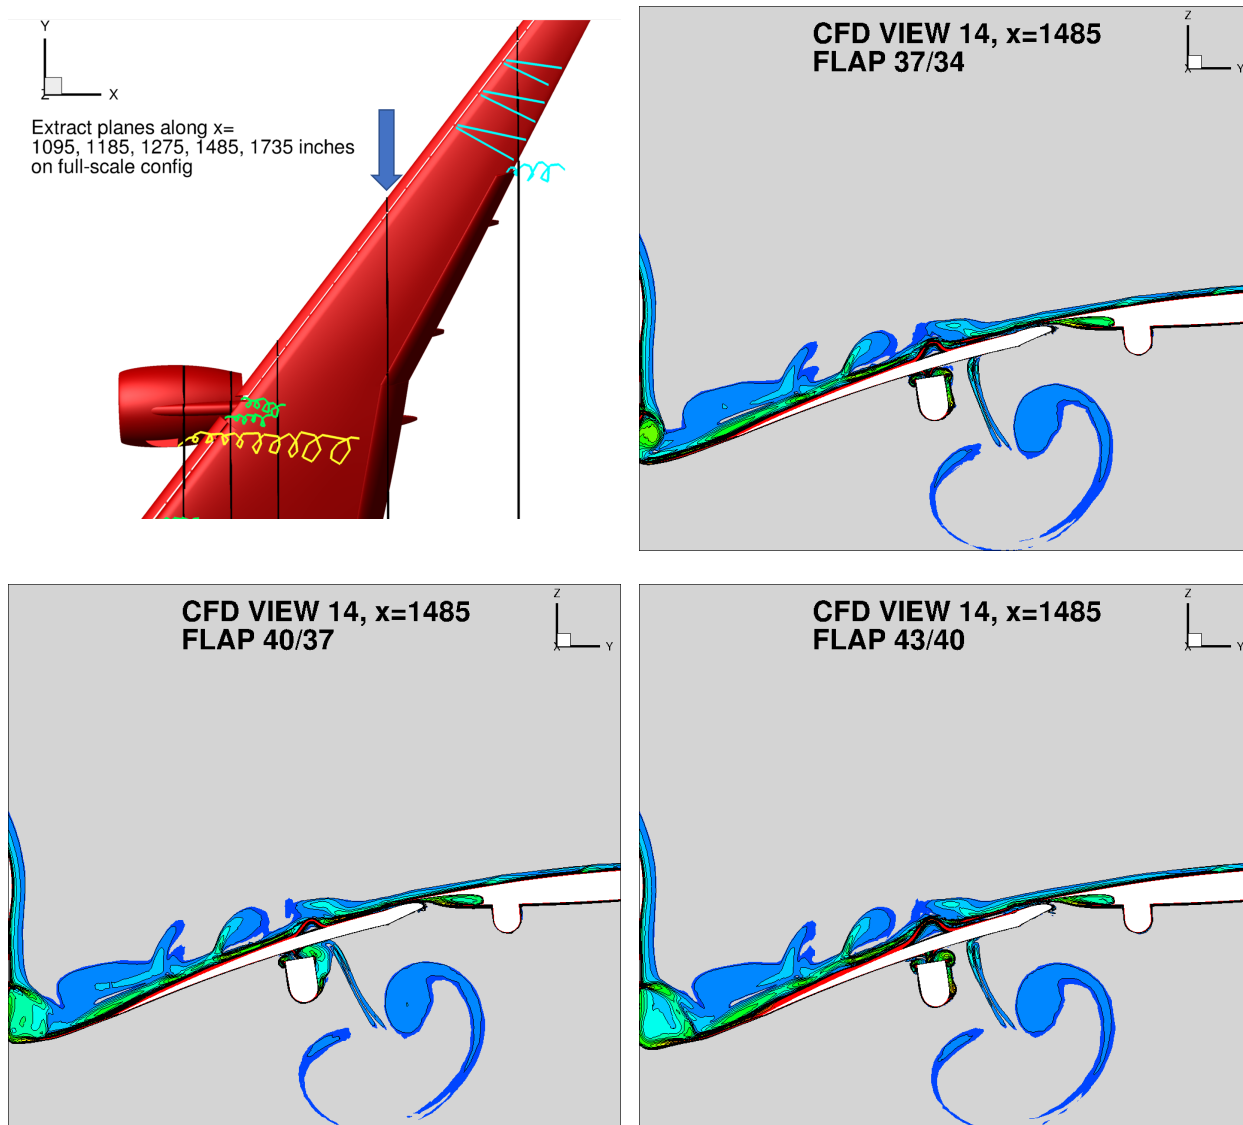 Y
Z
X
Extract planes along x=
1095, 1185, 1275, 1485, 1735 inches
on full-scale config
CFD VIEW 14, x=1485
FLAP 37/34
Z
X
Y
CFD VIEW 14, x=1485
FLAP 40/37
Z
X
Y
CFD VIEW 14, x=1485
FLAP 43/40
Z
X
Y